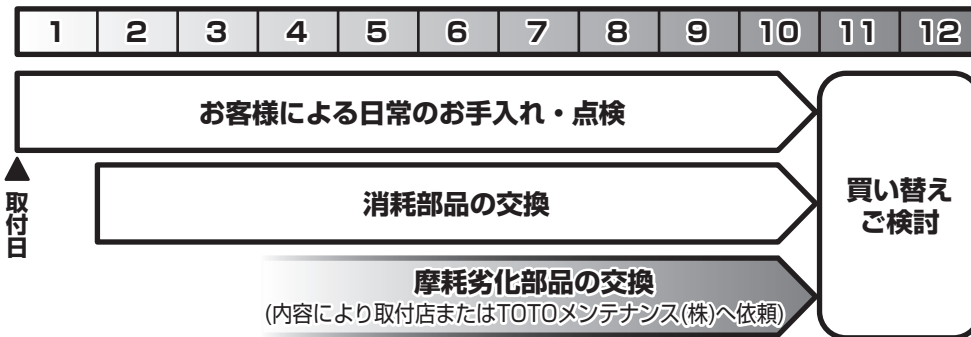 1 2 3 4 5 6 7 8 9 10 11 12
お客様による日常のお手入れ・点検
▲
取付日
消耗部品の交換
摩耗劣化部品の交換
(内容により取付店またはTOTOメンテナンス(株)へ依頼)
買い替え
ご検討